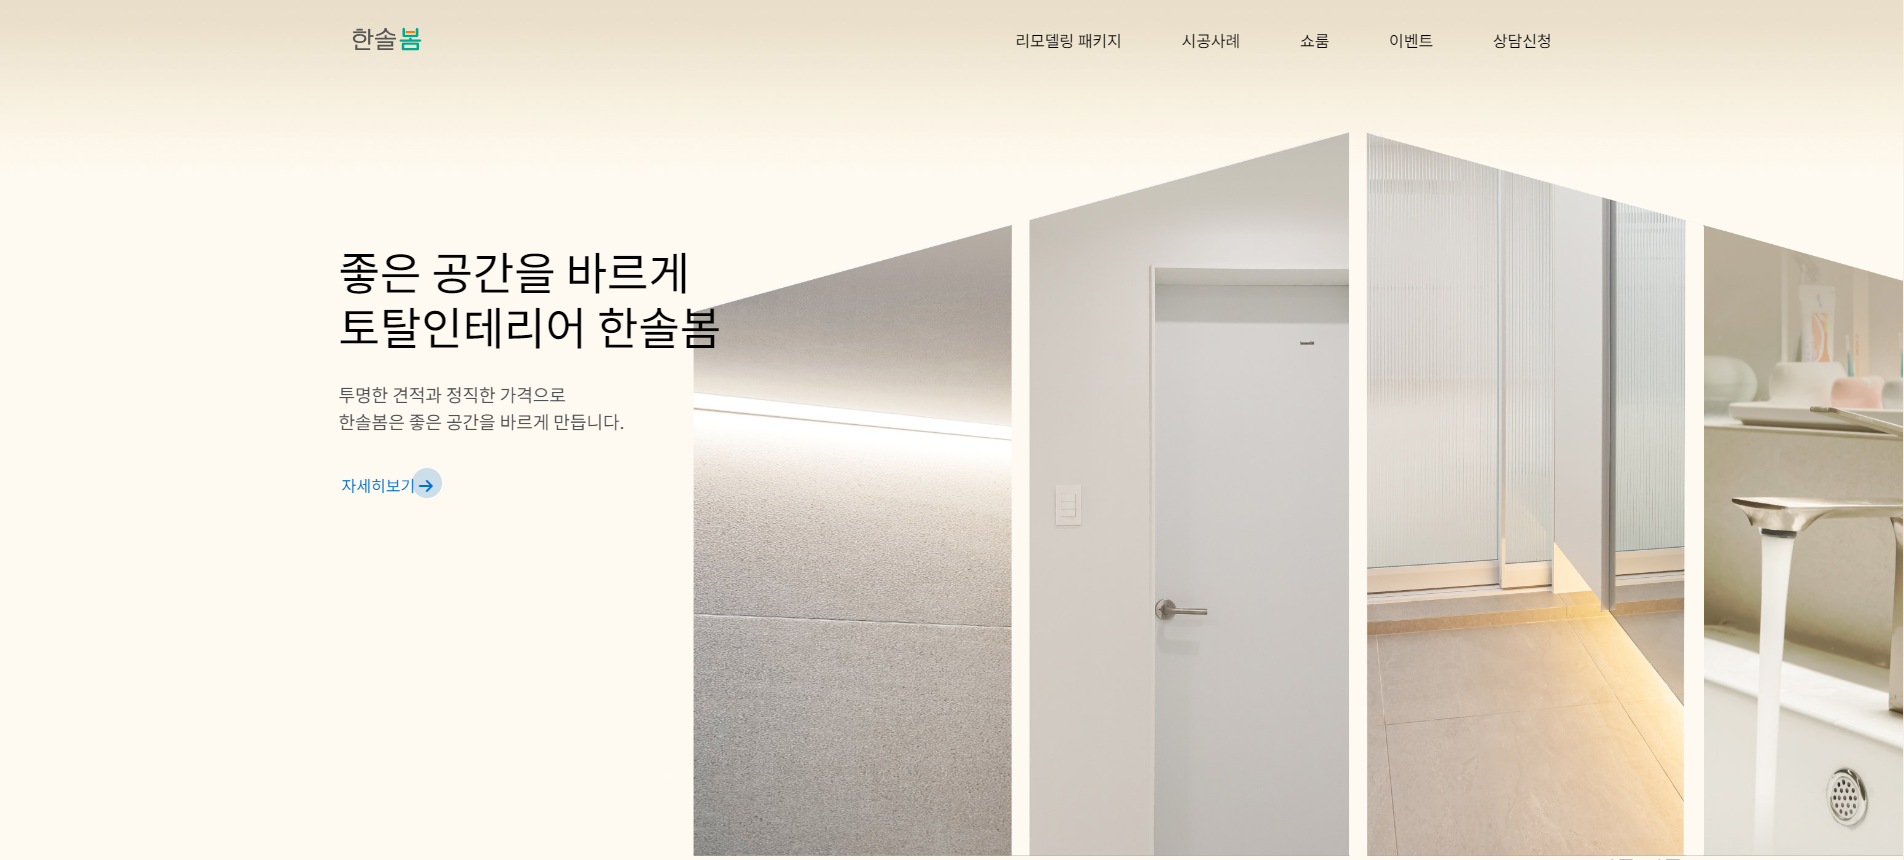 한솔 봄
리모델링 패키지
시공사례
쇼룸
이벤트
상담신청
좋은 공간을 바르게
토탈인테리어 한솔봄
투명한 견적과 정직한 가격으로
한솔봄은 좋은 공간을 바르게 만듭니다.
자세히보기